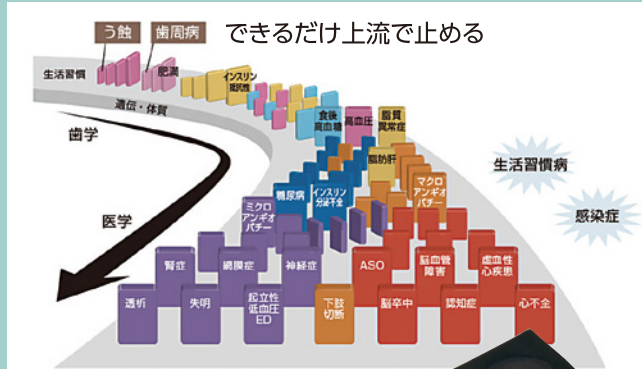 できるだけ上流で止める
う蝕
歯周病
生活習慣
肥満
インスリン
抵抗性
遺伝・体質
食後
高血糖
高血圧
脂質
異常症
歯学
脂肪肝
生活習慣病
糖尿病
インスリン
分泌不全
マクロ
アンギオ
パチー
ミクロ
アンギオ
パチー
感染症
医学
腎症
網膜症
神経症
ASO
脳血管
障害
虚血性
心疾患
透析
失明
起立性
低血圧
ED
下肢
切断
脳卒中
認知症
心不全